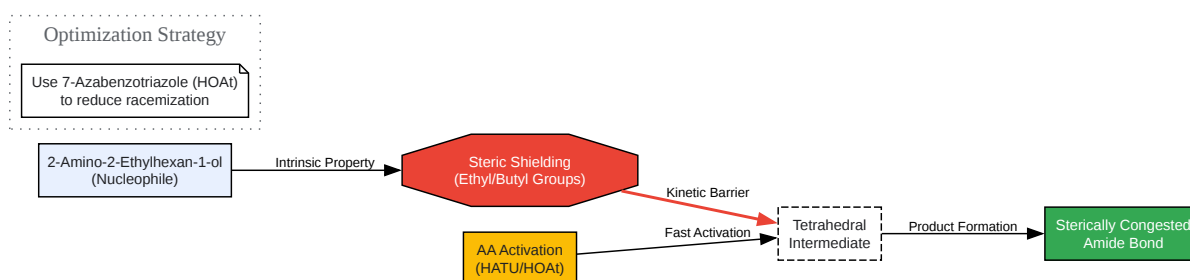 Optimization Strategy
Use 7-Azabenzotriazole (HOAt)
to reduce racemization
2-Amino-2-Ethylhexan-1-ol
(Nucleophile)
Intrinsic Property
Steric Shielding
(Ethyl/Butyl Groups)
Kinetic Barrier
AA Activation
(HATU/HOAt)
Fast Activation
Tetrahedral
Intermediate
Product Formation
Sterically Congested
Amide Bond